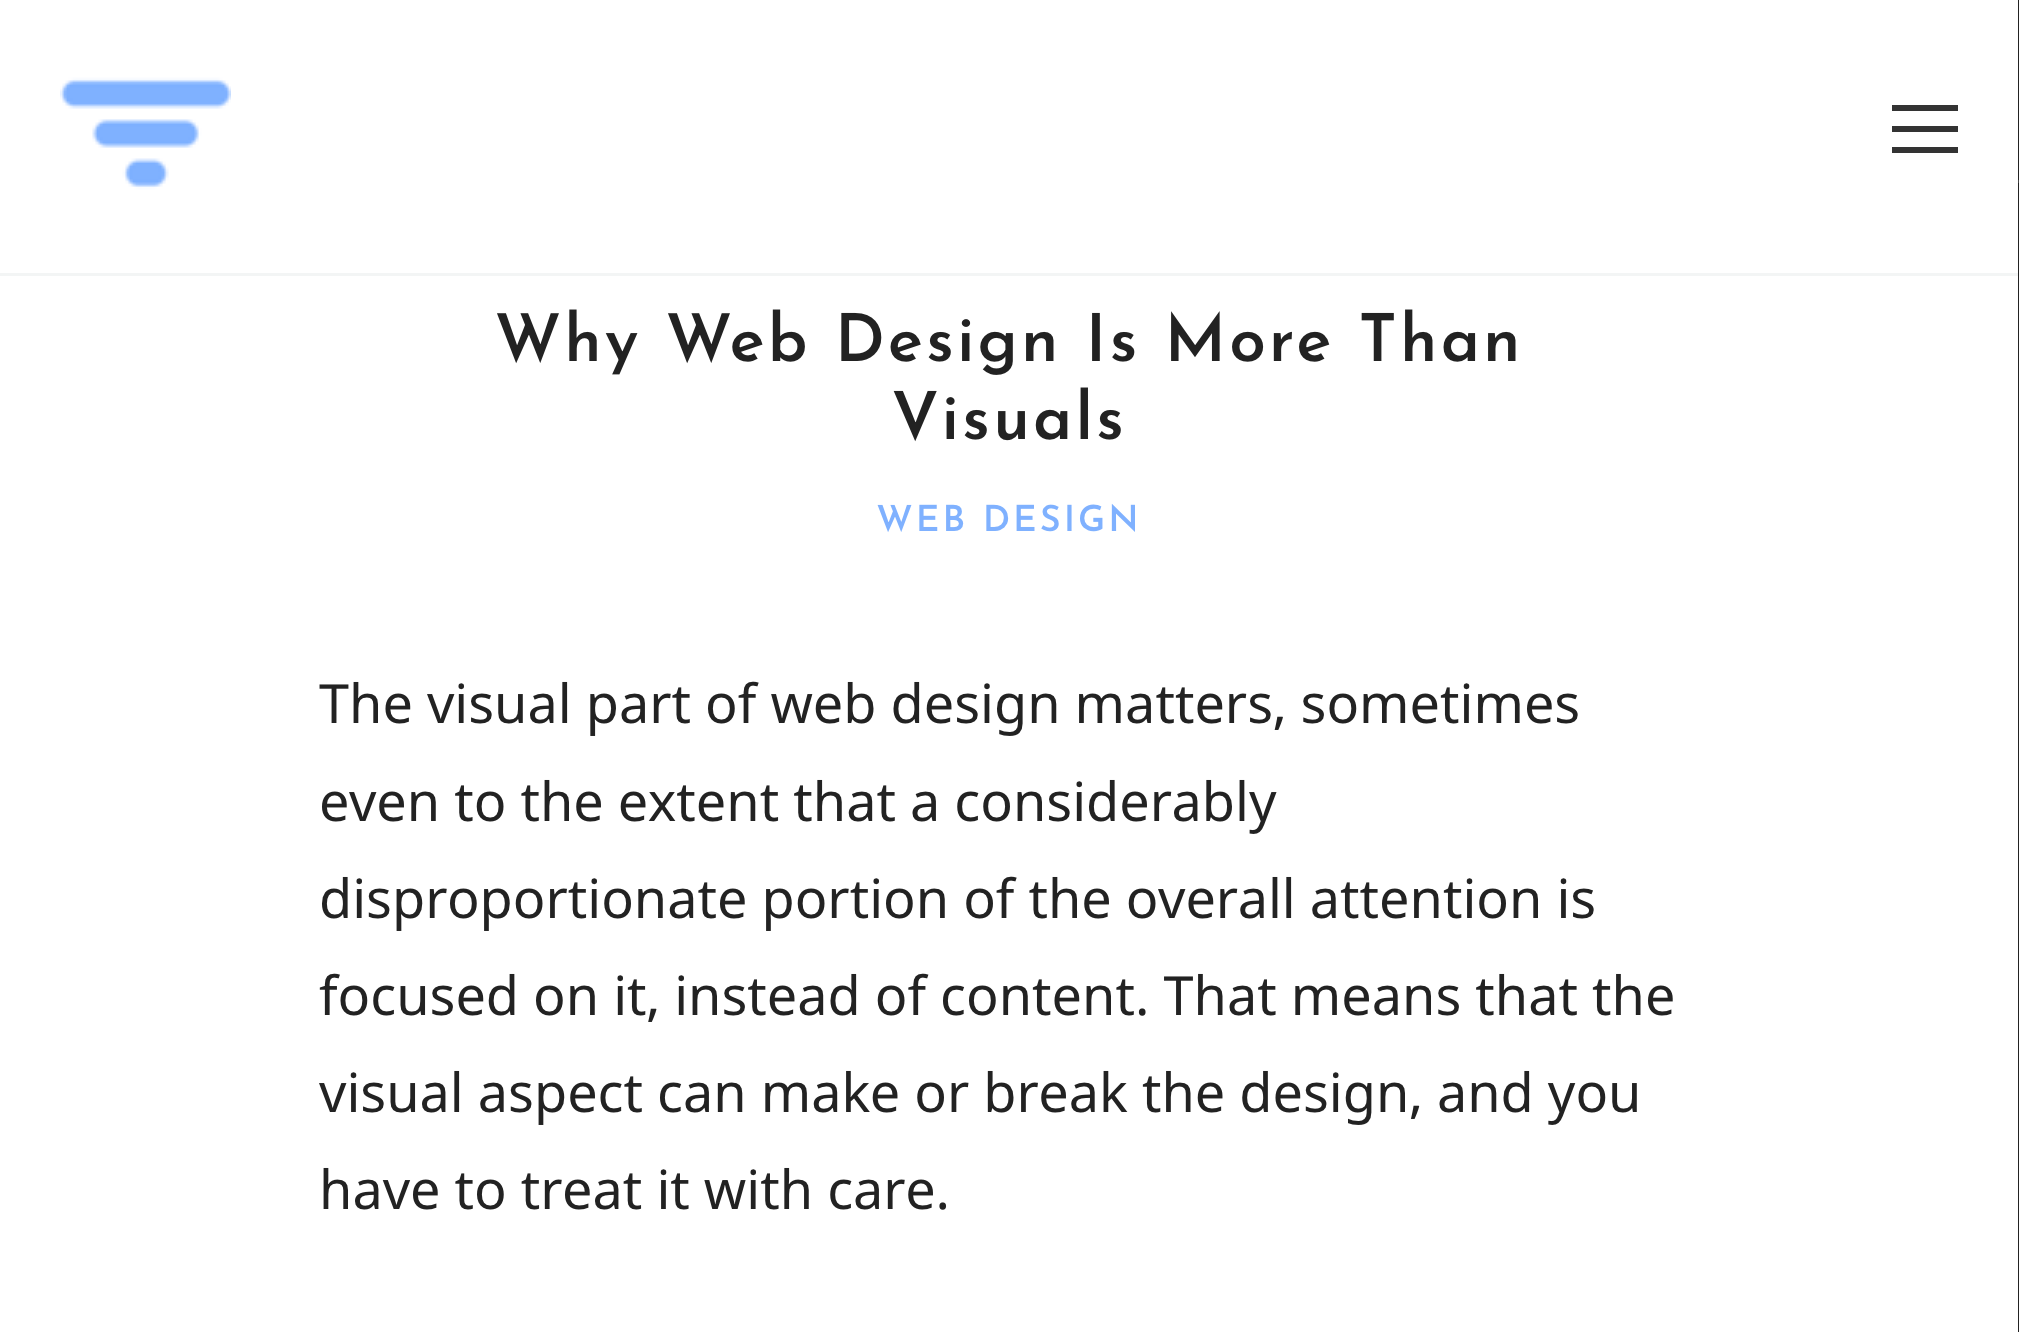 Why Web Design Is More Than
Visuals
WEB DESIGN
The visual part of web design matters, sometimes
even to the extent that a considerably
disproportionate portion of the overall attention is
focused on it, instead of content. That means that the
visual aspect can make or break the design, and you
have to treat it with care.